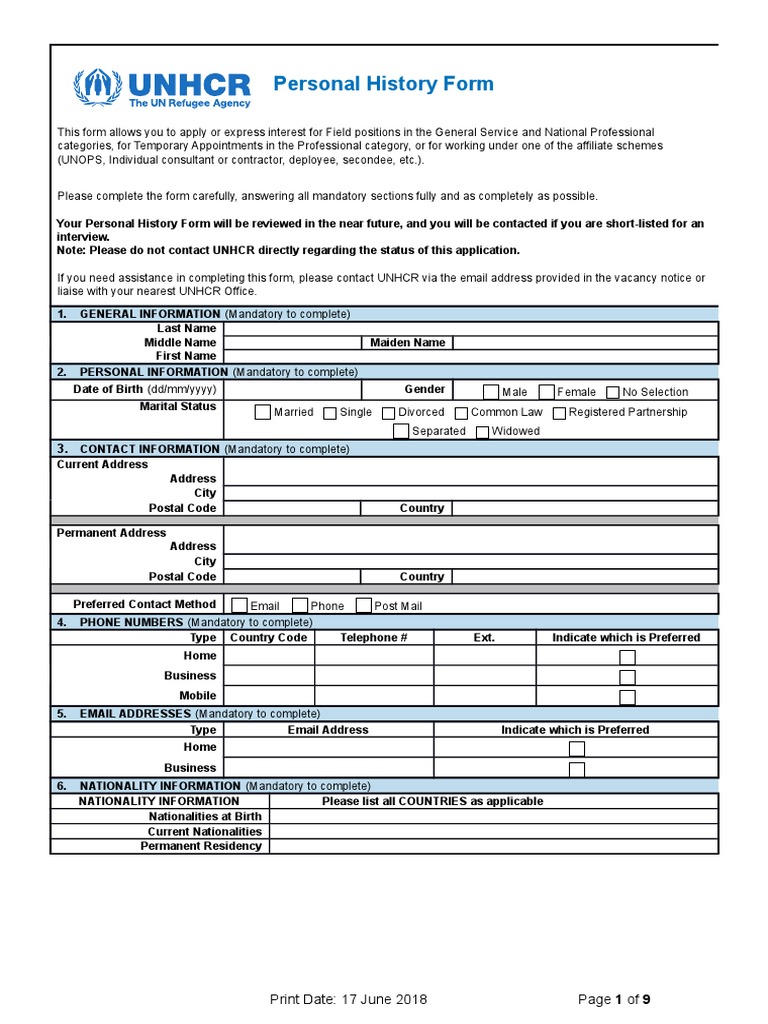 UNHCR
The UN Refugee Agency
Personal History Form
This form allows you to apply or express interest for Field positions in the General Service and National Professional
categories, for Temporary Appointments in the Professional category, or for working under one of the affiliate schemes
(UNOPS, Individual consultant or contractor, deployee, secondee, etc.).
Please complete the form carefully, answering all mandatory sections fully and as completely as possible.
Your Personal History Form will be reviewed in the near future, and you will be contacted if you are short-listed for an
interview.
Note: Please do not contact UNHCR directly regarding the status of this application.
If you need assistance in completing this form, please contact UNHCR via the email address provided in the vacancy notice or
liaise with your nearest UNHCR Office.
1. GENERAL INFORMATION (Mandatory to complete)
Last Name
Middle Name Maiden Name
First Name
2. PERSONAL INFORMATION (Mandatory to complete)
Date of Birth (dd/mm/yyyy) Gender Male Female No Selection
Marital Status Married Single Divorced Common Law Registered Partnership
Separated Widowed
3. CONTACT INFORMATION (Mandatory to complete)
Current Address
Address
City
Postal Code Country
Permanent Address
Address
City
Postal Code Country
Preferred Contact Method Email Phone Post Mail
4. PHONE NUMBERS (Mandatory to complete)
Type Country Code Telephone # Ext. Indicate which is Preferred
Home
Business
Mobile
5. EMAIL ADDRESSES (Mandatory to complete)
Type Email Address Indicate which is Preferred
Home
Business
6. NATIONALITY INFORMATION (Mandatory to complete)
NATIONALITY INFORMATION Please list all COUNTRIES as applicable
Nationalities at Birth
Current Nationalities
Permanent Residency
Print Date: 17 June 2018 Page 1 of 9